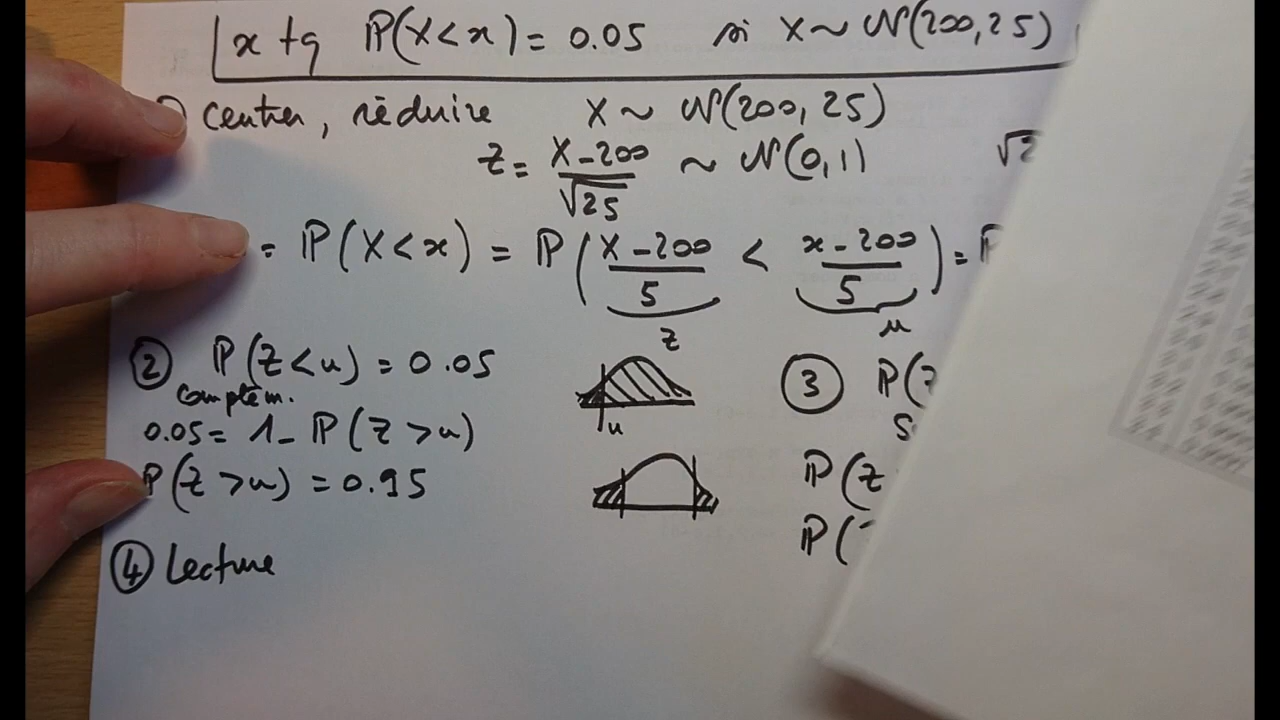 x tq P(X<x) = 0.05 si X ~ N(200,25)
centrer, réduire X ~ N(200, 25)
Z = X-200 / √25 ~ N(0,1) √2
= P(X<x) = P( X-200 / 5 < x-200 / 5 ) = P
Z u
② P(Z<u) = 0.05 ③ P(Z
complém. u S
0.05 = 1 - P(Z>u) P(Z
P(Z>u) = 0.95 P(
④ Lecture